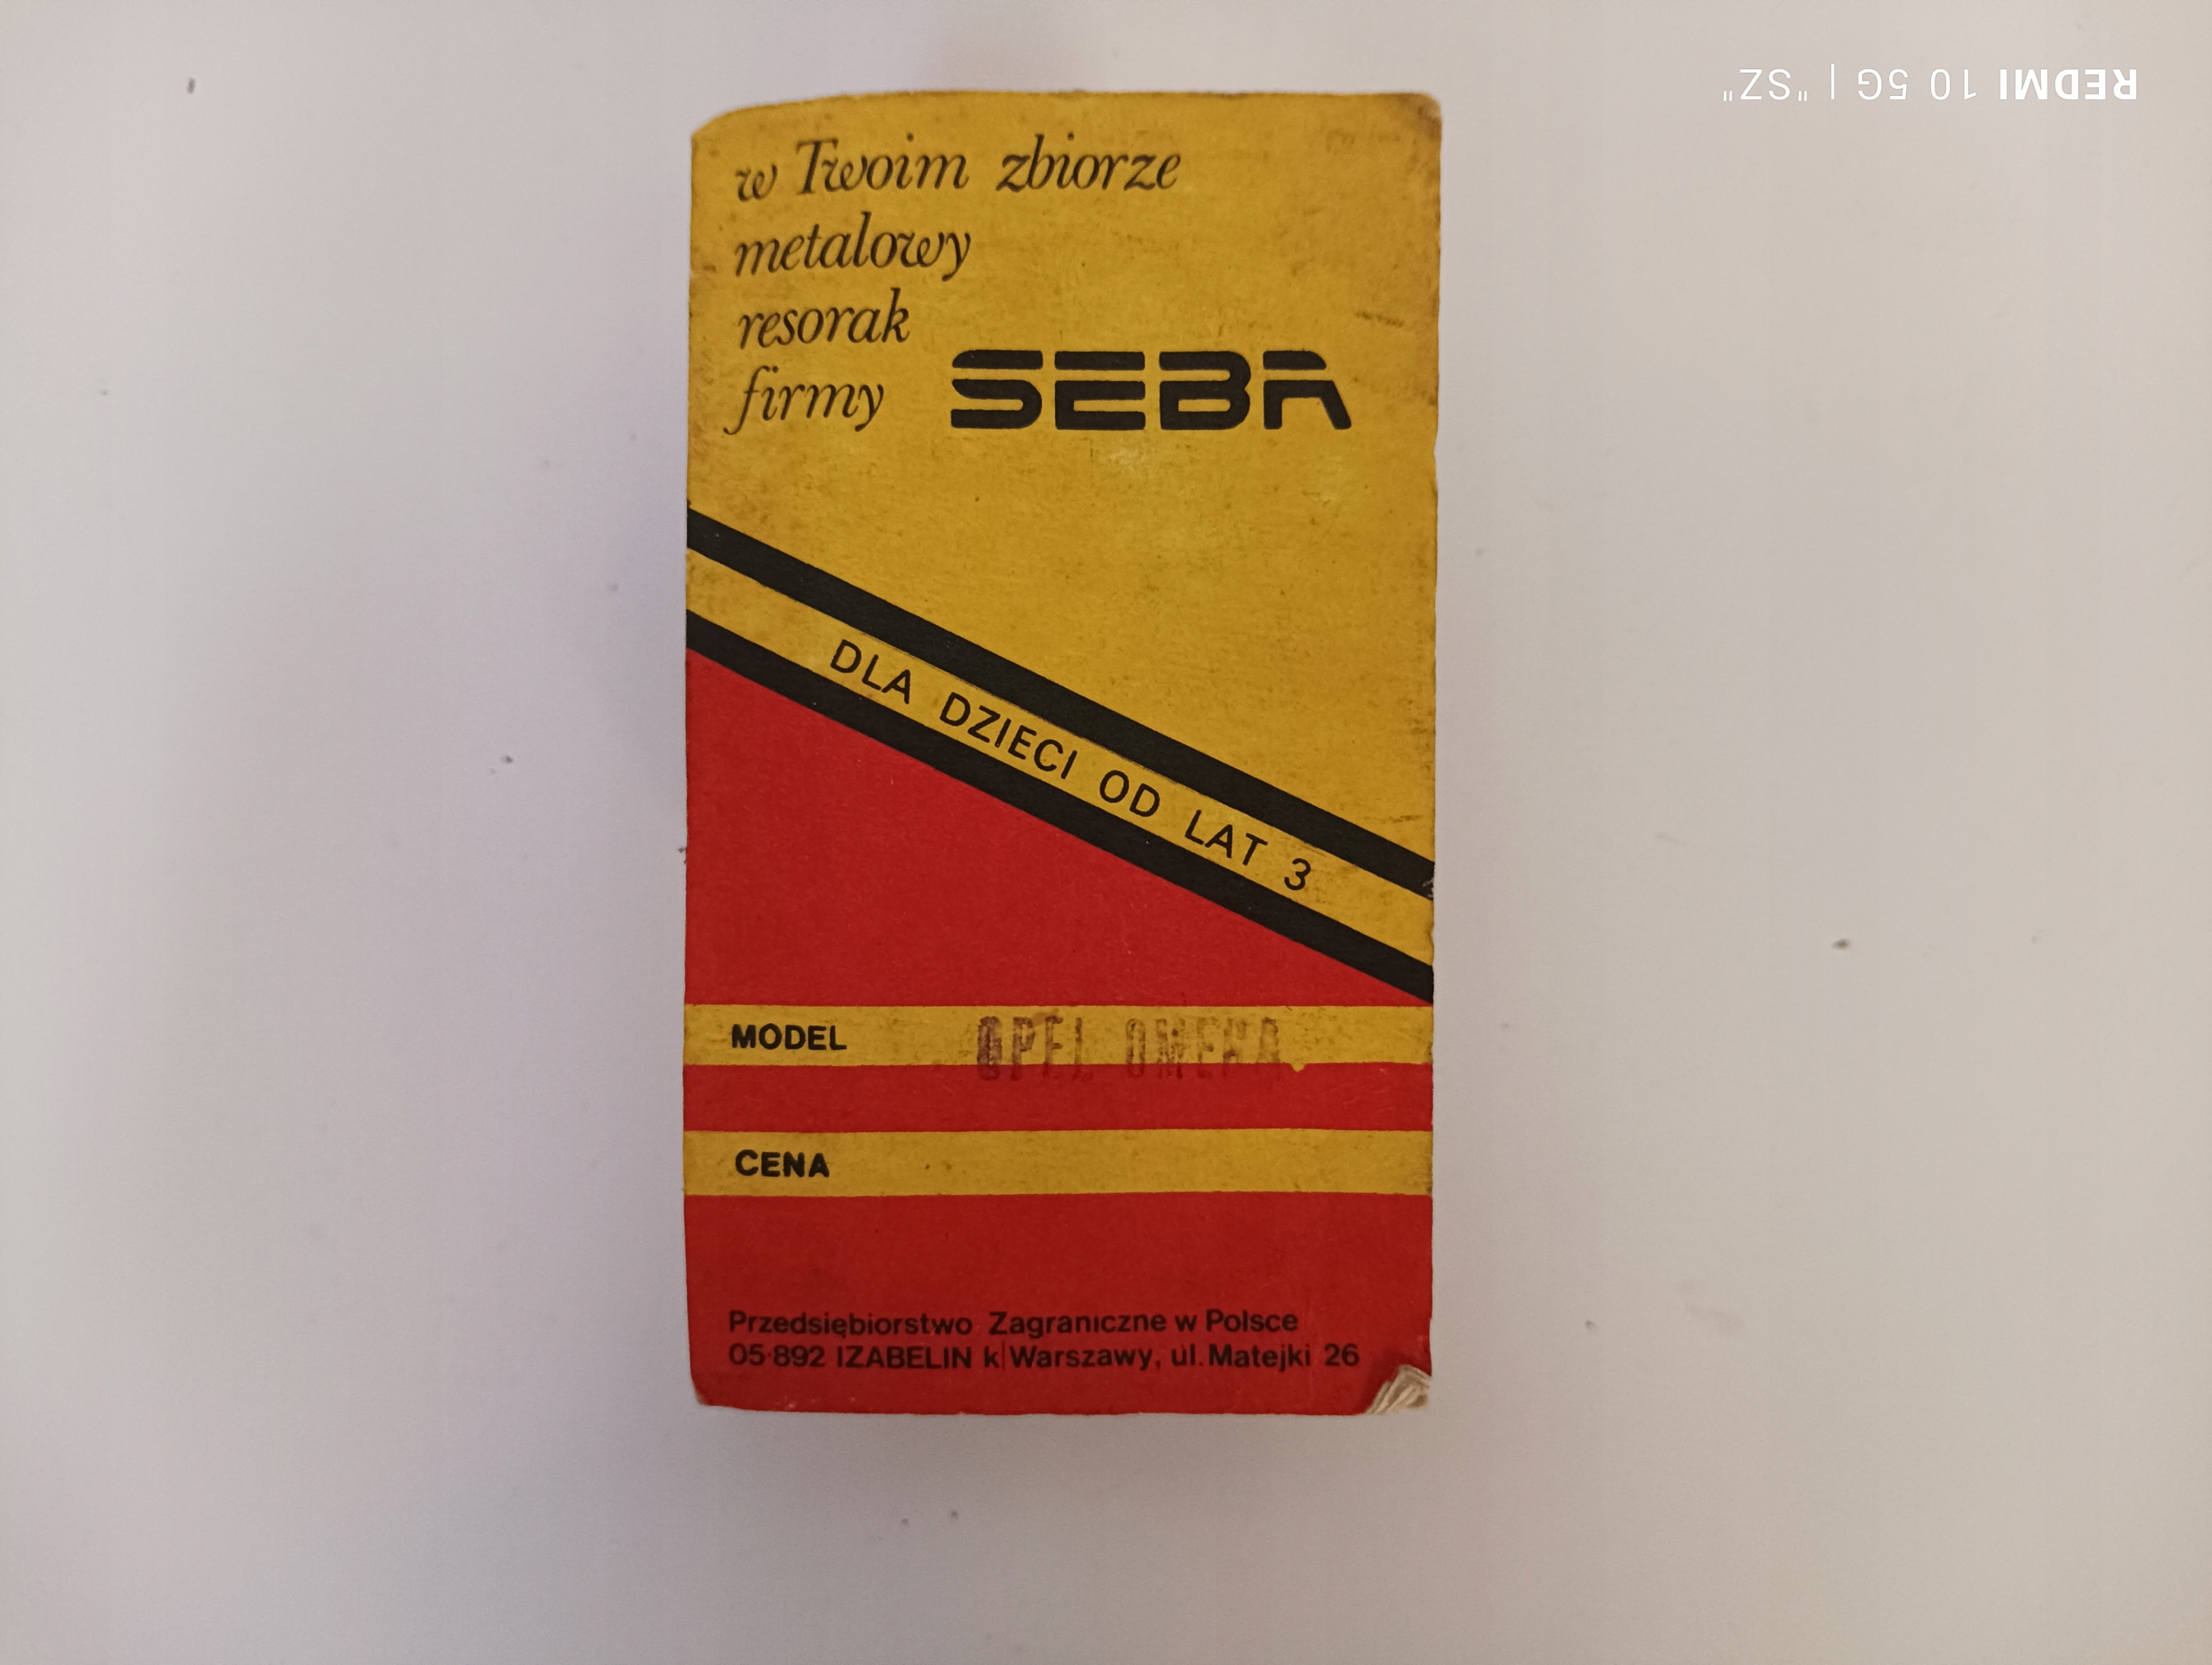 w Twoim zbiorze
metalowy
resorak
firmy SEBA
DLA DZIECI OD LAT 3
MODEL OPEL OMEGA
CENA
Przedsiębiorstwo Zagraniczne w Polsce
05-892 IZABELIN k/Warszawy, ul. Matejki 26
REDMI 10 5G | "SZ"